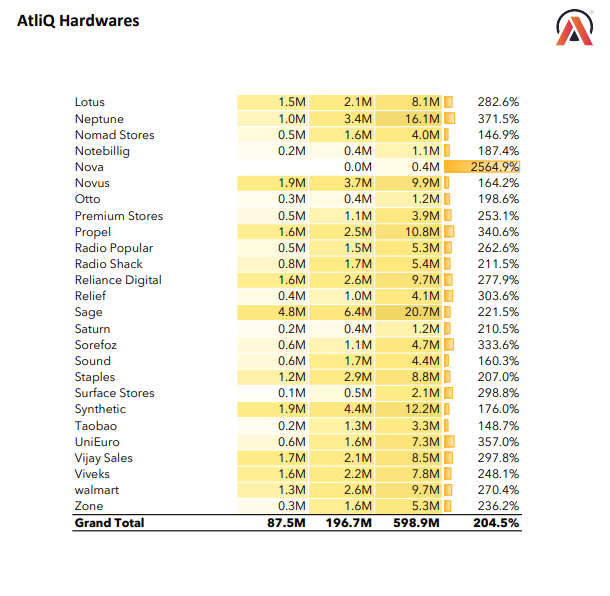 AtliQ Hardwares
Lotus 1.5M 2.1M 8.1M 282.6%
Neptune 1.0M 3.4M 16.1M 371.5%
Nomad Stores 0.5M 1.6M 4.0M 146.9%
Notebillig 0.2M 0.4M 1.1M 187.4%
Nova 0.0M 0.4M 2564.9%
Novus 1.9M 3.7M 9.9M 164.2%
Otto 0.3M 0.4M 1.2M 198.6%
Premium Stores 0.5M 1.1M 3.9M 253.1%
Propel 1.6M 2.5M 10.8M 340.6%
Radio Popular 0.5M 1.5M 5.3M 262.6%
Radio Shack 0.8M 1.7M 5.4M 211.5%
Reliance Digital 1.6M 2.6M 9.7M 277.9%
Relief 0.4M 1.0M 4.1M 303.6%
Sage 4.8M 6.4M 20.7M 221.5%
Saturn 0.2M 0.4M 1.2M 210.5%
Sorefoz 0.6M 1.1M 4.7M 333.6%
Sound 0.6M 1.7M 4.4M 160.3%
Staples 1.2M 2.9M 8.8M 207.0%
Surface Stores 0.1M 0.5M 2.1M 298.8%
Synthetic 1.9M 4.4M 12.2M 176.0%
Taobao 0.2M 1.3M 3.3M 148.7%
UniEuro 0.6M 1.6M 7.3M 357.0%
Vijay Sales 1.7M 2.1M 8.5M 297.8%
Viveks 1.6M 2.2M 7.8M 248.1%
walmart 1.3M 2.6M 9.7M 270.4%
Zone 0.3M 1.6M 5.3M 236.2%
Grand Total 87.5M 196.7M 598.9M 204.5%